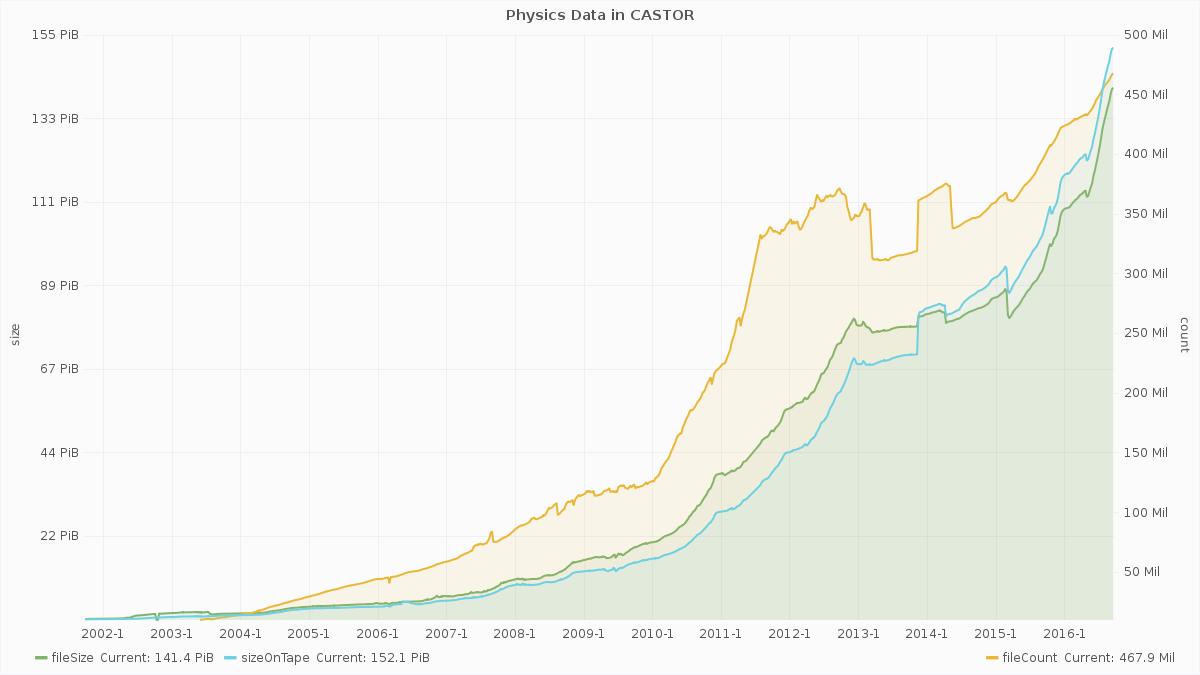 Physics Data in CASTOR
155 PiB
500 Mil
450 Mil
133 PiB
400 Mil
111 PiB
350 Mil
300 Mil
89 PiB
size
count
250 Mil
67 PiB
200 Mil
44 PiB
150 Mil
22 PiB
100 Mil
50 Mil
2002-1 2003-1 2004-1 2005-1 2006-1 2007-1 2008-1 2009-1 2010-1 2011-1 2012-1 2013-1 2014-1 2015-1 2016-1
fileSize Current: 141.4 PiB sizeOnTape Current: 152.1 PiB fileCount Current: 467.9 Mil